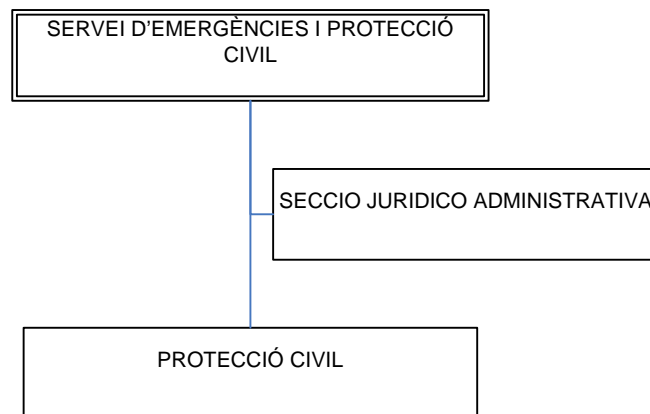 SERVEI D'EMERGÈNCIES I PROTECCIÓ
CIVIL
SECCIO JURIDICO ADMINISTRATIVA
PROTECCIÓ CIVIL